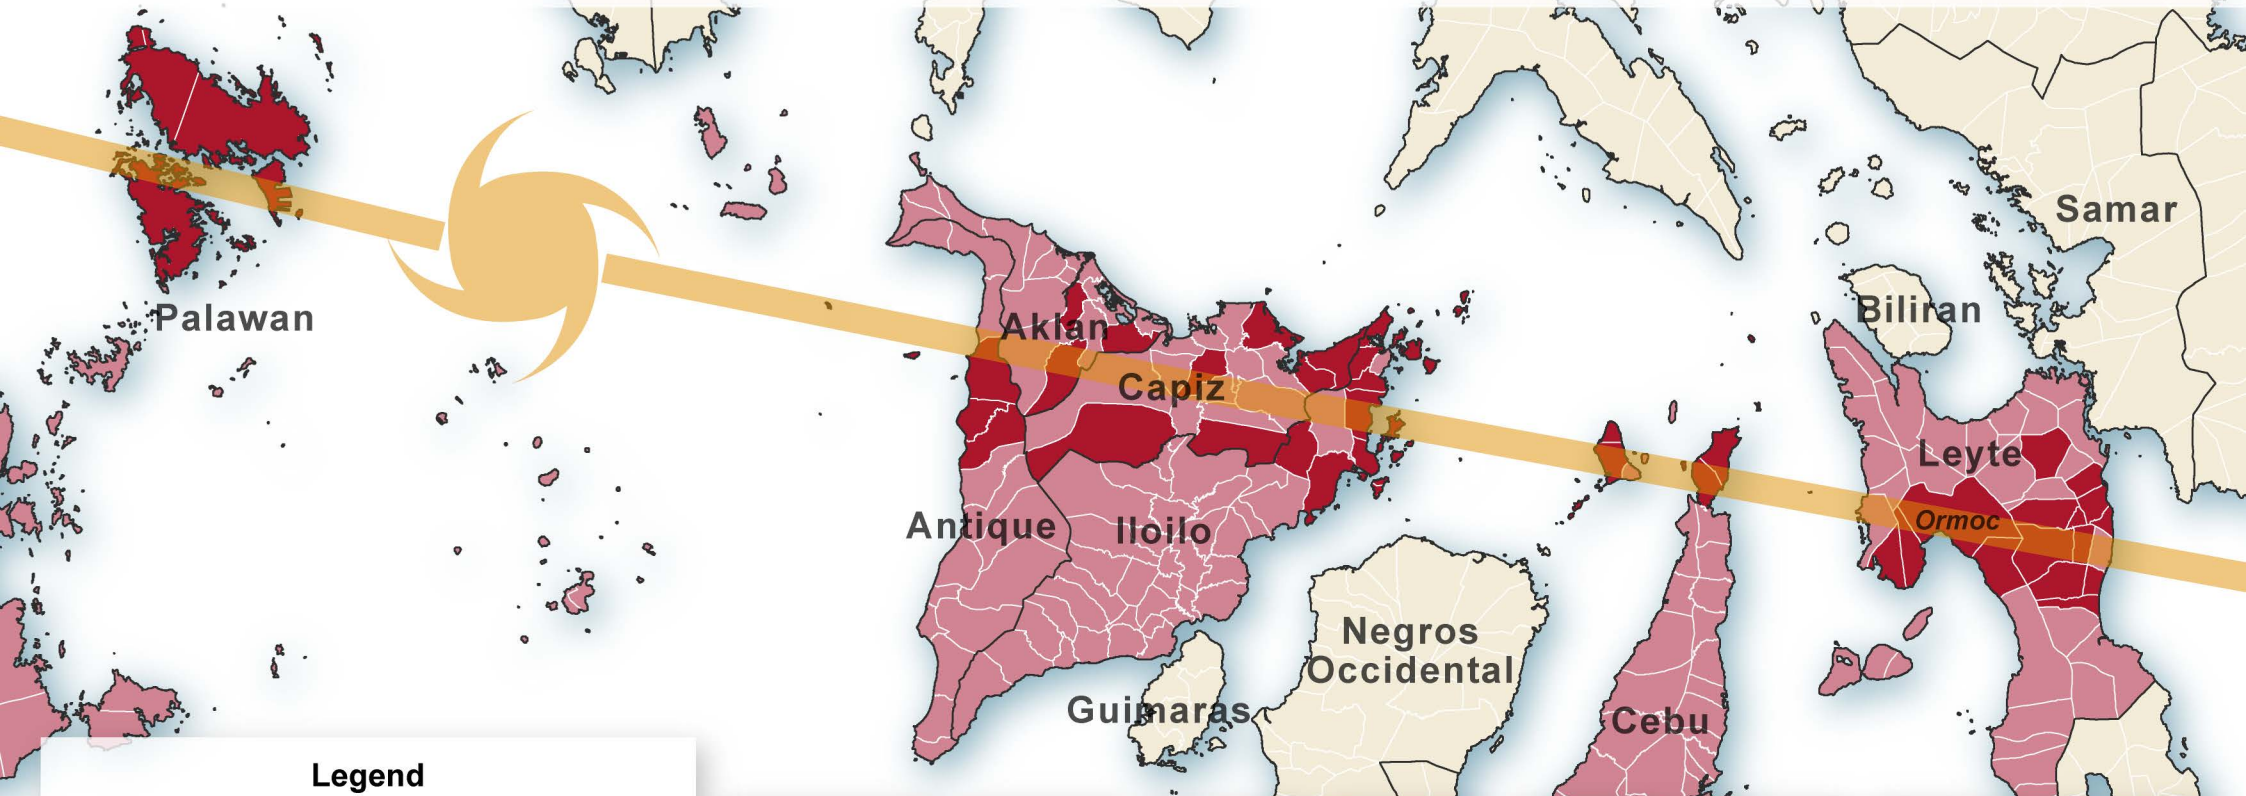 Samar
Biliran
Palawan
Aklan
Capiz
Leyte
Ormoc
Antique
Iloilo
Negros
Occidental
Guimaras
Cebu
Legend